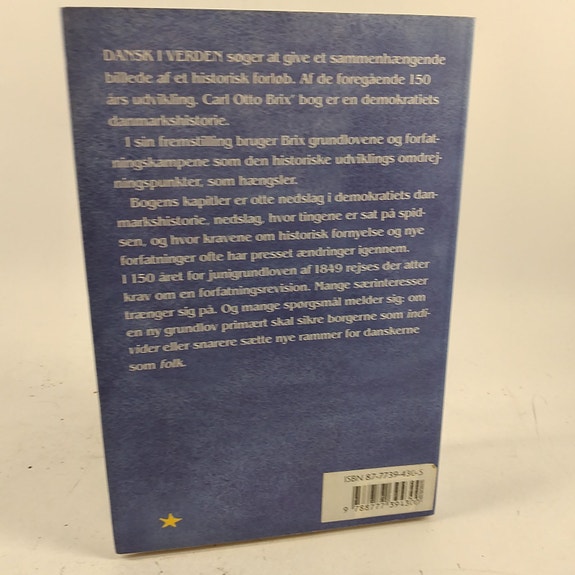 DANSK I VERDEN søger at give et sammenhængende
billede af et historisk forløb. Af de foregående 150
års udvikling. Carl Otto Brix' bog er en demokratiets
danmarkshistorie.
I sin fremstilling bruger Brix grundlovene og forfat-
ningskampene som den historiske udviklings omdrej-
ningspunkter, som hængsler.
Bogens kapitler er otte nedslag i demokratiets dan-
markshistorie, nedslag, hvor tingene er sat på spid-
sen, og hvor kravene om historisk fornyelse og nye
forfatninger ofte har presset ændringer igennem.
I 150 året for junigrundloven af 1849 rejses der atter
krav om en forfatningsrevision. Mange særinteresser
trænger sig på. Og mange spørgsmål melder sig: om
en ny grundlov primært skal sikre borgerne som indi-
vider eller snarere sætte nye rammer for danskerne
som folk.
ISBN 87-7739-430-5
9 788777 394300